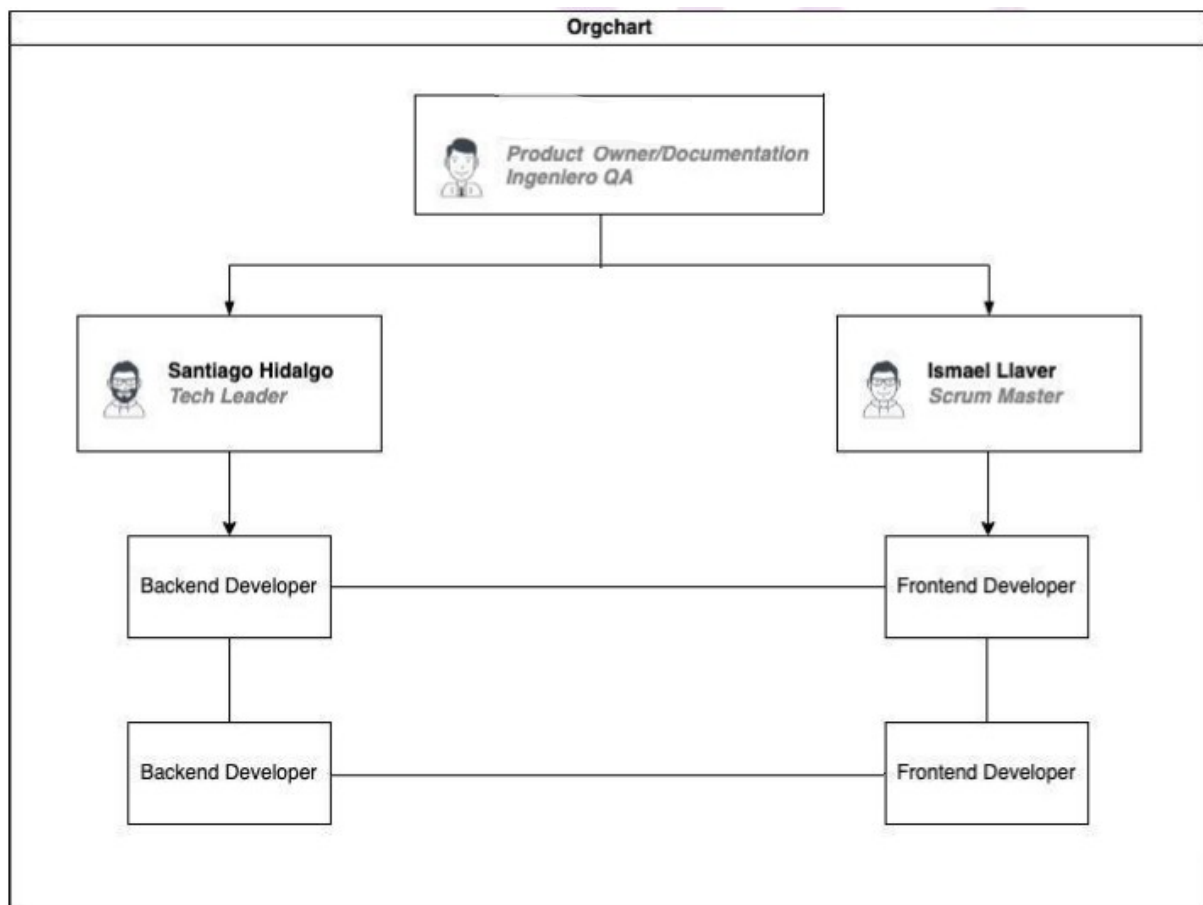 Orgchart
Product Owner/Documentation
Ingeniero QA
Santiago Hidalgo
Tech Leader
Ismael Llaver
Scrum Master
Backend Developer
Frontend Developer
Backend Developer
Frontend Developer